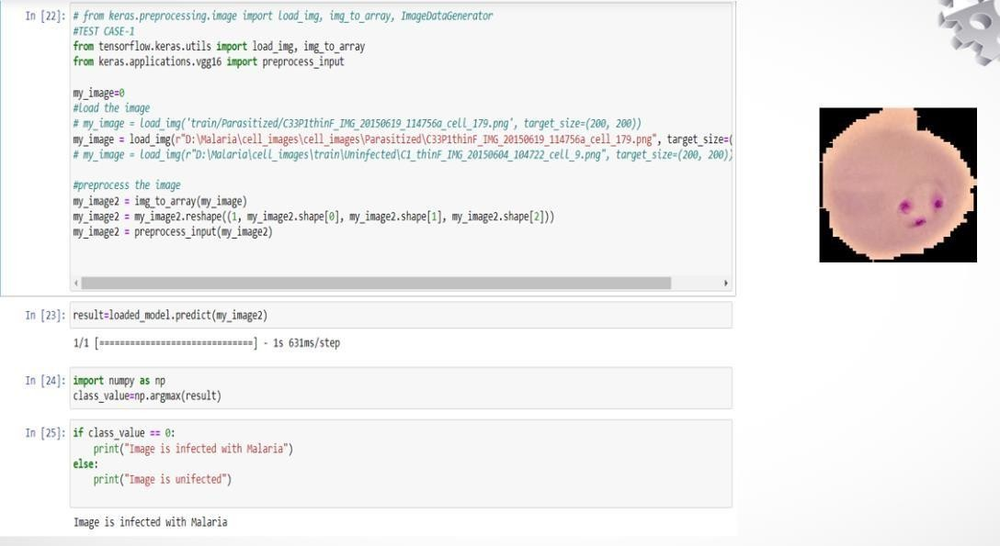 In [22]: # from keras.preprocessing.image import load_img, img_to_array, ImageDataGenerator
#TEST CASE-1
from tensorflow.keras.utils import load_img, img_to_array
from keras.applications.vgg16 import preprocess_input
my_image=0
#load the image
# my_image = load_img('train/Parasitized/C33P1thinF_IMG_20150619_114756a_cell_179.png', target_size=(200, 200))
my_image = load_img(r"D:\Malaria\cell_images\cell_images\Parasitized\C33P1thinF_IMG_20150619_114756a_cell_179.png", target_size=(
# my_image = load_img(r"D:\Malaria\cell_images\train\Uninfected\C1_thinF_IMG_20150604_104722_cell_9.png", target_size=(200, 200))
#preprocess the image
my_image2 = img_to_array(my_image)
my_image2 = my_image2.reshape((1, my_image2.shape[0], my_image2.shape[1], my_image2.shape[2]))
my_image2 = preprocess_input(my_image2)
In [23]: result=loaded_model.predict(my_image2)
1/1 [==============================] - 1s 631ms/step
In [24]: import numpy as np
class_value=np.argmax(result)
In [25]: if class_value == 0:
print("Image is infected with Malaria")
else:
print("Image is unifected")
Image is infected with Malaria